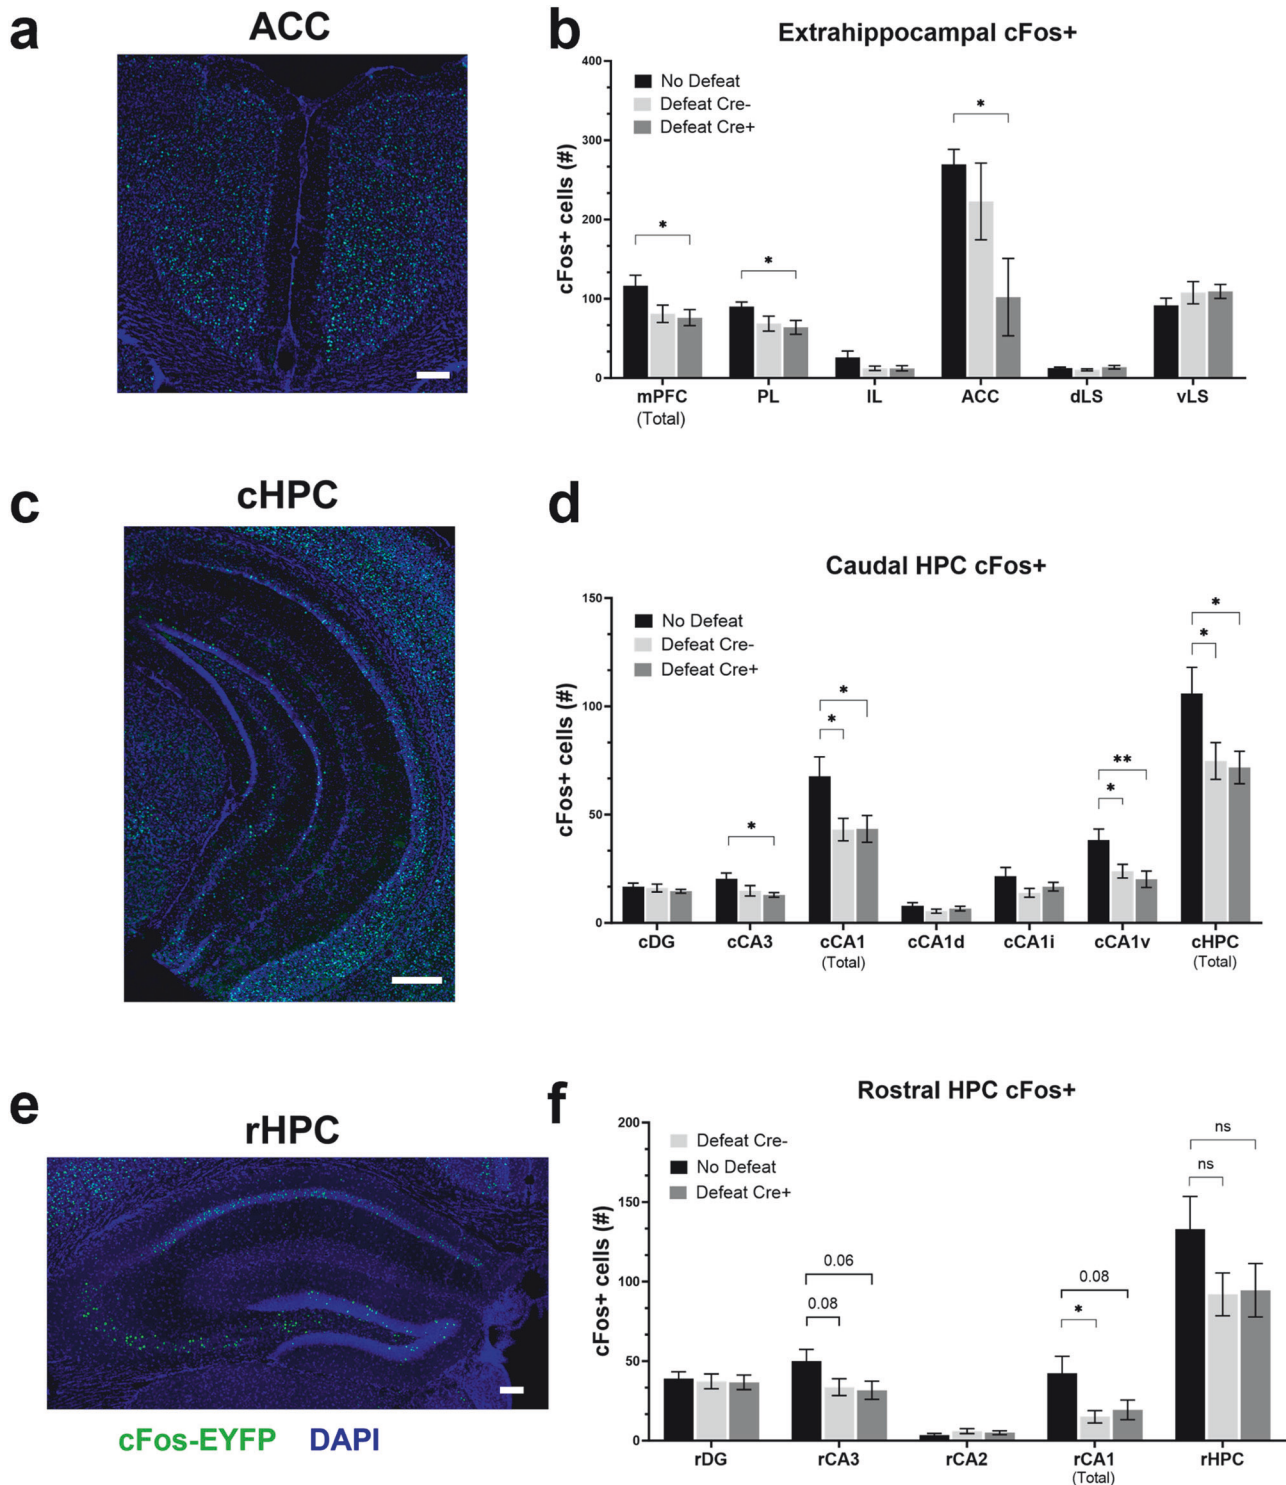 a
ACC
b
Extrahippocampal cFos+
No Defeat
Defeat Cre-
Defeat Cre+
cFos+ cells (#)
400
300
200
100
0
*
*
*
mPFC
(Total)
PL
IL
ACC
dLS
vLS
c
cHPC
d
Caudal HPC cFos+
No Defeat
Defeat Cre-
Defeat Cre+
cFos+ cells (#)
150
100
50
0
*
*
*
**
*
*
*
cDG
cCA3
cCA1
(Total)
cCA1d
cCA1i
cCA1v
cHPC
(Total)
e
rHPC
cFos-EYFP DAPI
f
Rostral HPC cFos+
Defeat Cre-
No Defeat
Defeat Cre+
cFos+ cells (#)
200
150
100
50
0
0.06
0.08
0.08
*
ns
ns
rDG
rCA3
rCA2
rCA1
(Total)
rHPC